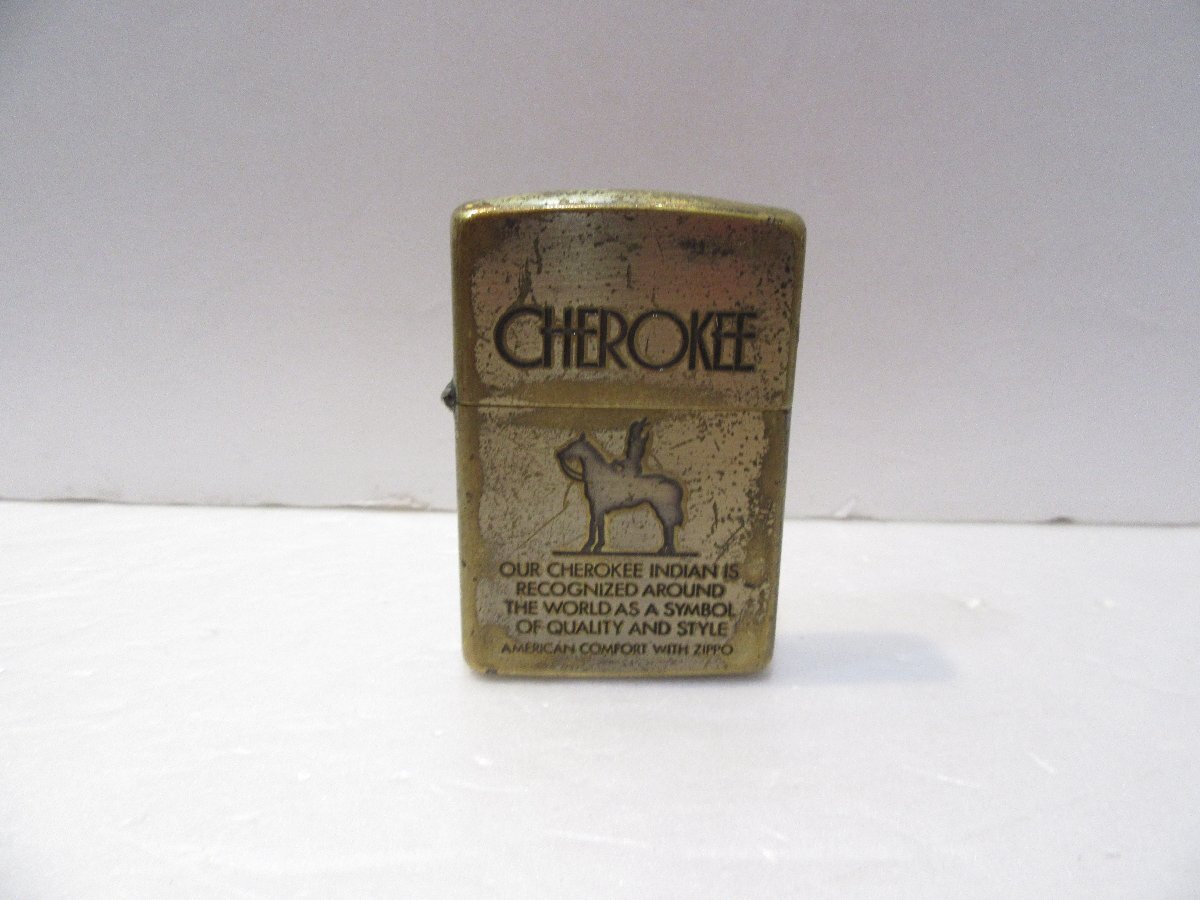 CHEROKEE
OUR CHEROKEE INDIAN IS
RECOGNIZED AROUND
THE WORLD AS A SYMBOL
OF QUALITY AND STYLE
AMERICAN COMFORT WITH ZIPPO